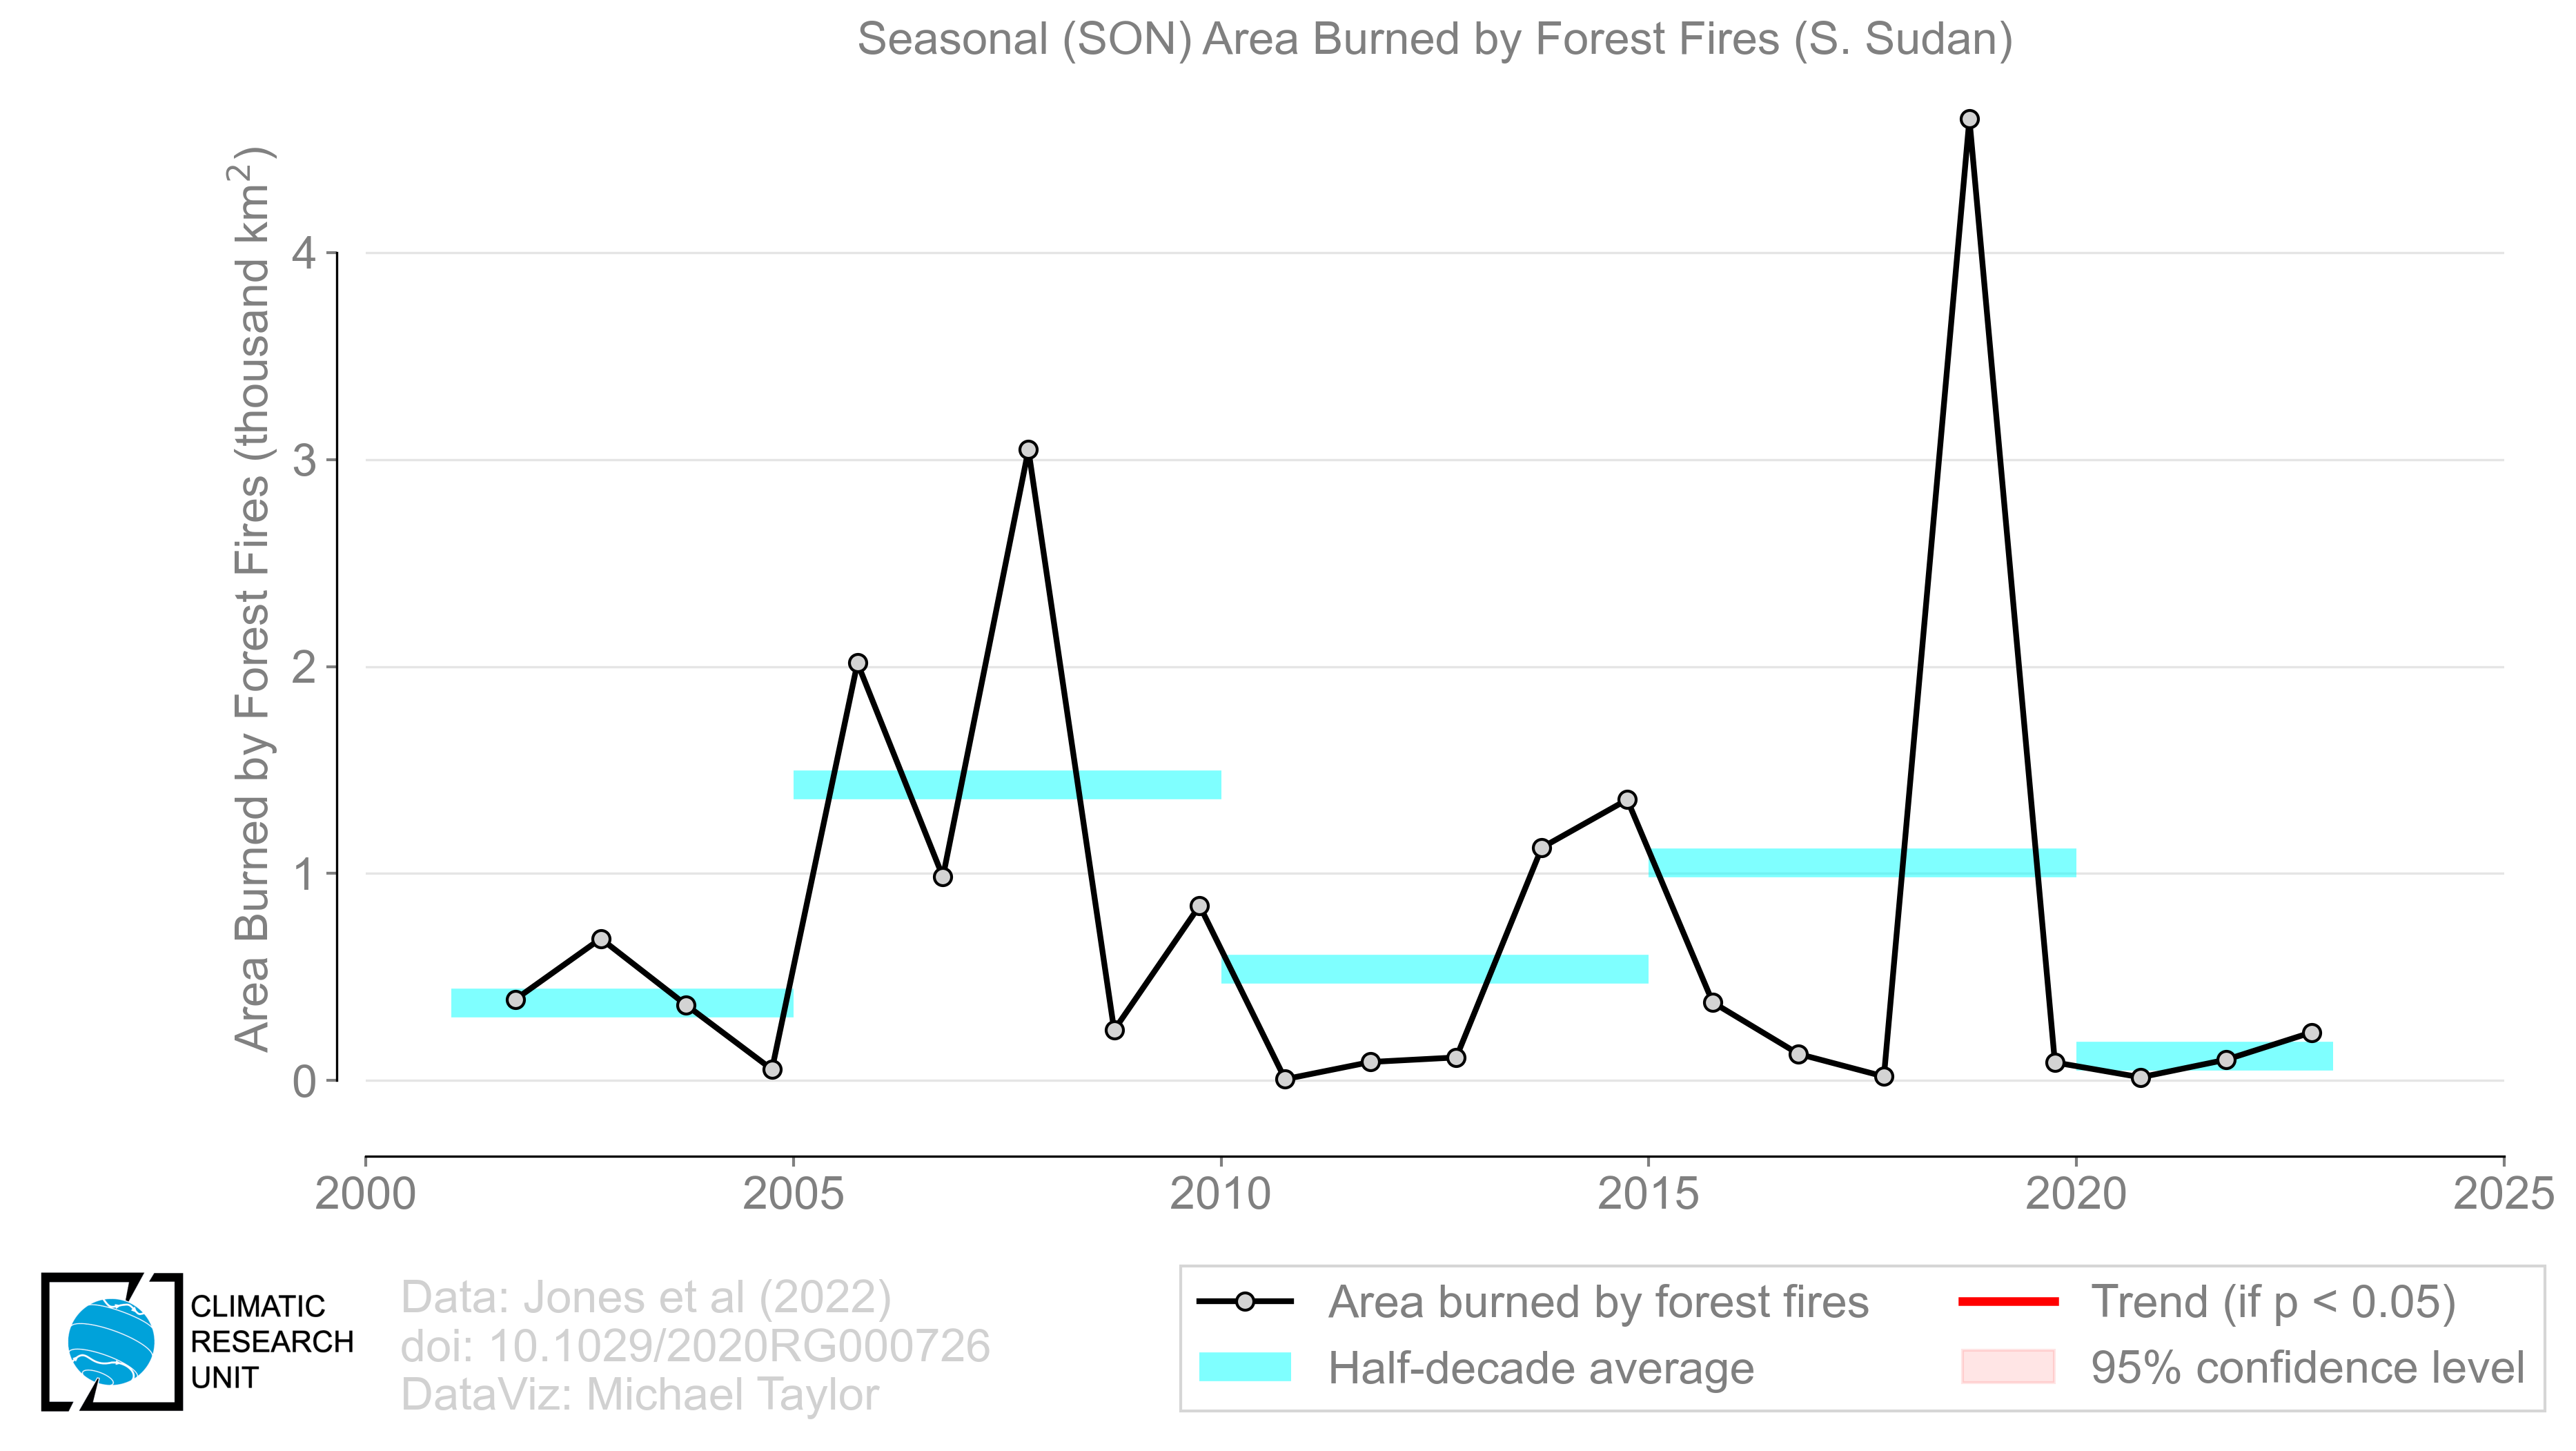 Seasonal (SON) Area Burned by Forest Fires (S. Sudan)
Area Burned by Forest Fires (thousand km²)
4
3
2
1
0
2000 2005 2010 2015 2020 2025
CLIMATIC
RESEARCH
UNIT
Data: Jones et al (2022)
doi: 10.1029/2020RG000726
DataViz: Michael Taylor
Area burned by forest fires
Half-decade average
Trend (if p < 0.05)
95% confidence level